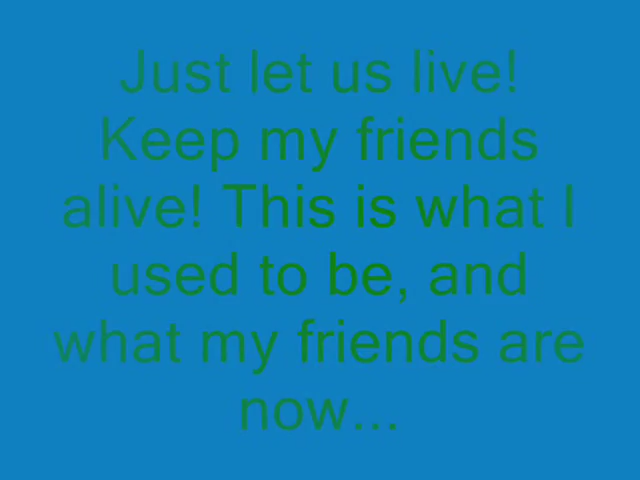 Just let us live!
Keep my friends
alive! This is what I
used to be, and
what my friends are
now...